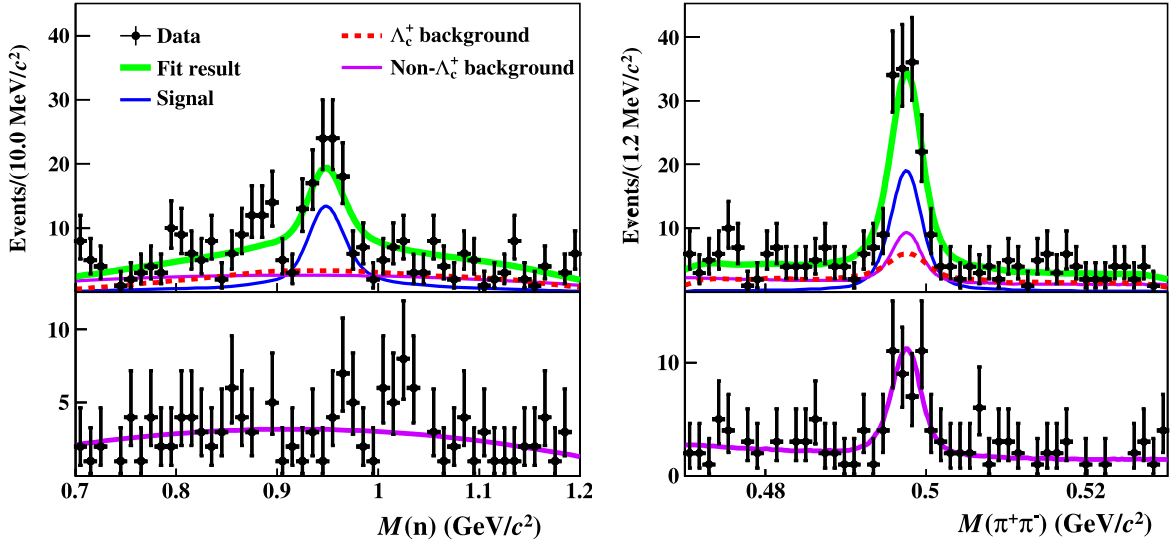 Events/(10.0 MeV/c²)
40
30
20
10
Data
Fit result
Signal
Λc⁺ background
Non-Λc⁺ background
10
5
0.7 0.8 0.9 1 1.1 1.2
M(n) (GeV/c²)
Events/(1.2 MeV/c²)
40
30
20
10
10
0
0.48 0.5 0.52
M(π⁺π⁻) (GeV/c²)